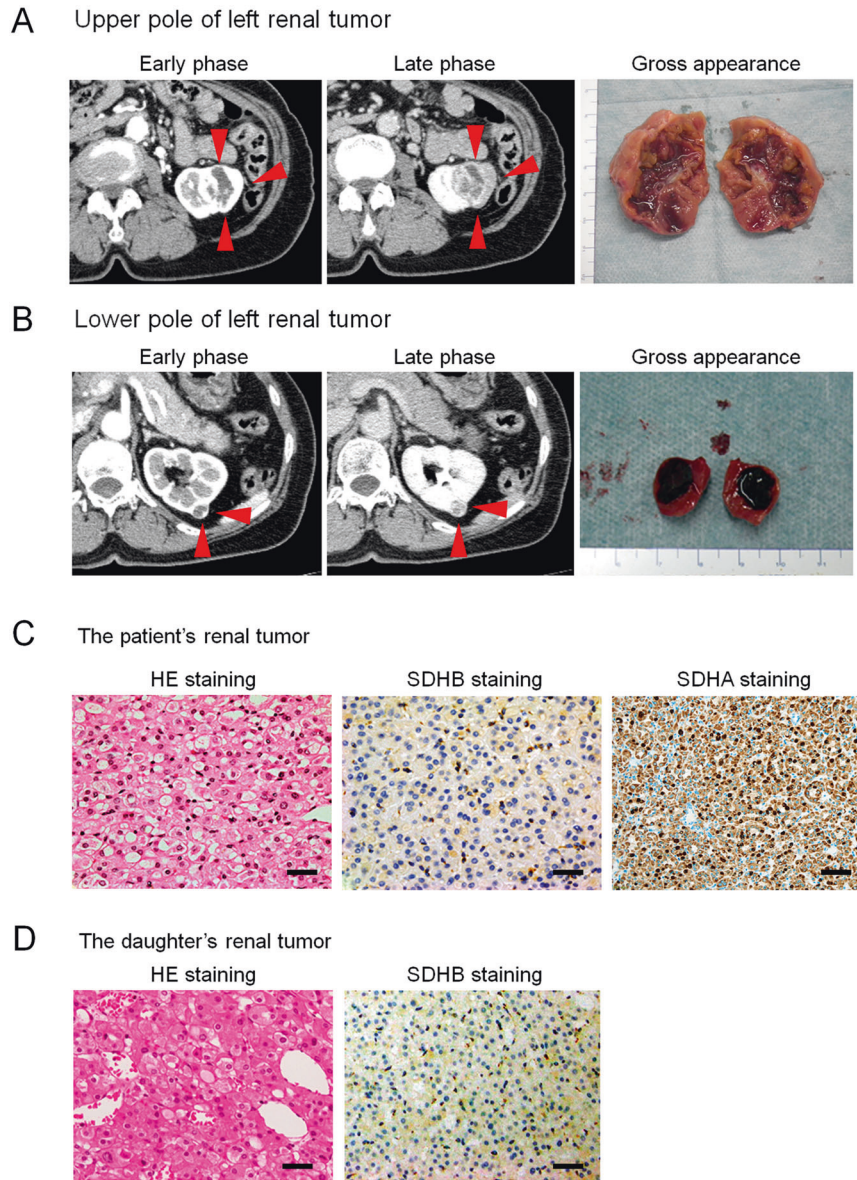 A Upper pole of left renal tumor
Early phase
Late phase
Gross appearance
B Lower pole of left renal tumor
Early phase
Late phase
Gross appearance
C The patient's renal tumor
HE staining
SDHB staining
SDHA staining
D The daughter's renal tumor
HE staining
SDHB staining